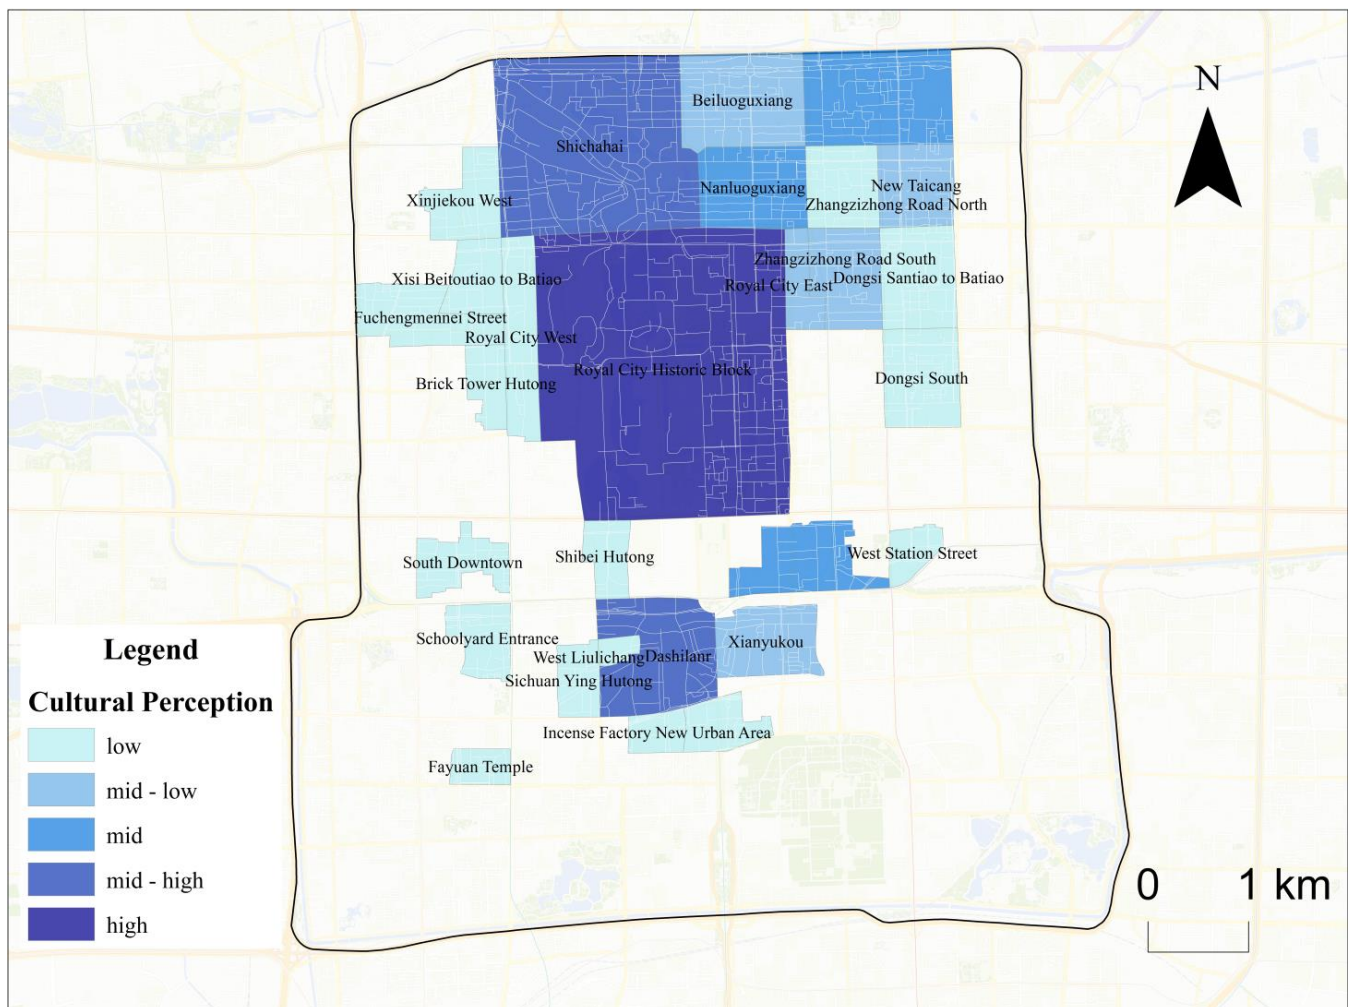 N
Beiluoguxiang
Shichahai
Nanluoguxiang
New Taicang
Xinjiekou West
Zhangzizhong Road North
Zhangzizhong Road South
Xisi Beitoutiao to Batiao
Royal City East
Dongsi Santiao to Batiao
Fuchengmennei Street
Royal City West
Royal City Historic Block
Brick Tower Hutong
Dongsi South
South Downtown
Shibei Hutong
West Station Street
Schoolyard Entrance
West Liulichang
Dashilanr
Xianyukou
Sichuan Ying Hutong
Incense Factory New Urban Area
Fayuan Temple
Legend
Cultural Perception
low
mid - low
mid
mid - high
high
0 1 km